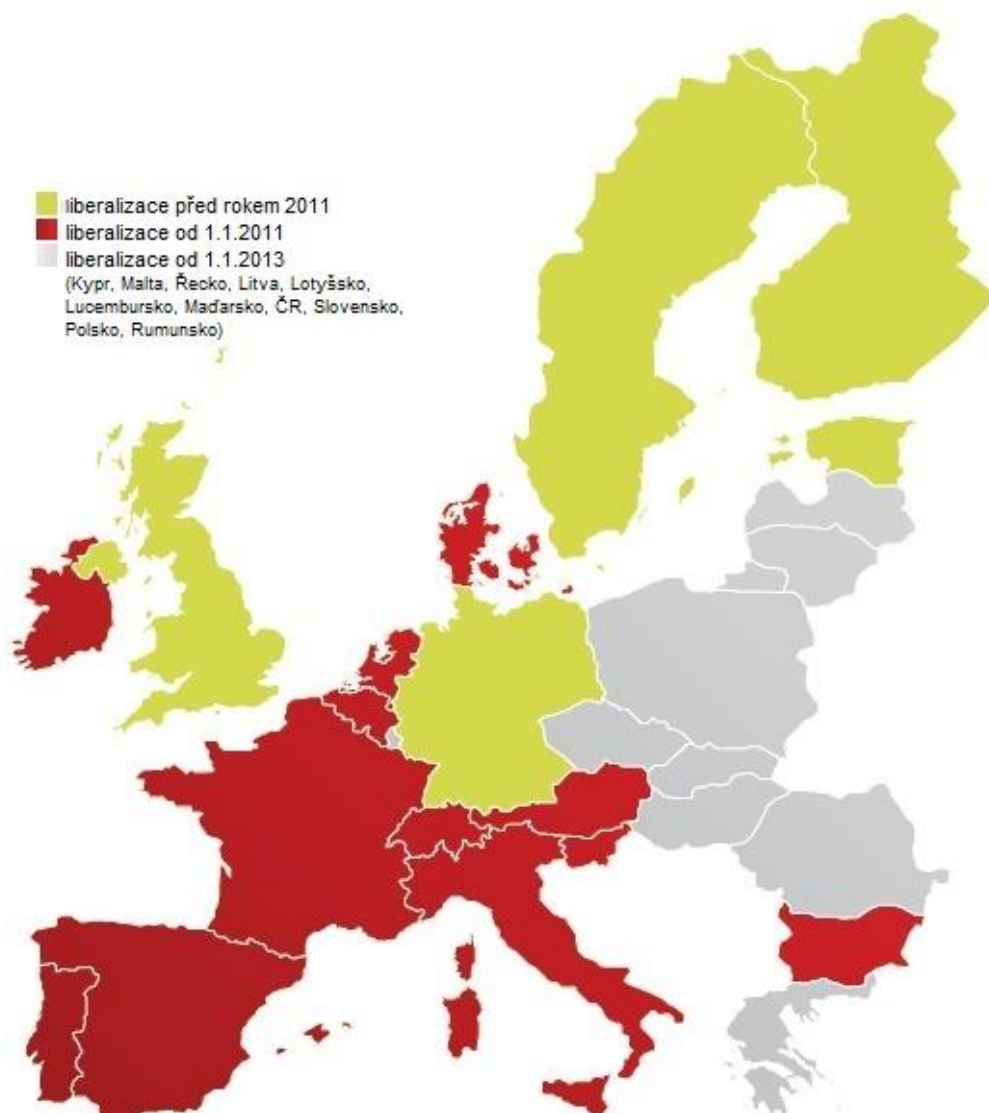 liberalizace před rokem 2011
liberalizace od 1.1.2011
liberalizace od 1.1.2013
(Kypr, Malta, Řecko, Litva, Lotyšsko,
Lucembursko, Maďarsko, ČR, Slovensko,
Polsko, Rumunsko)